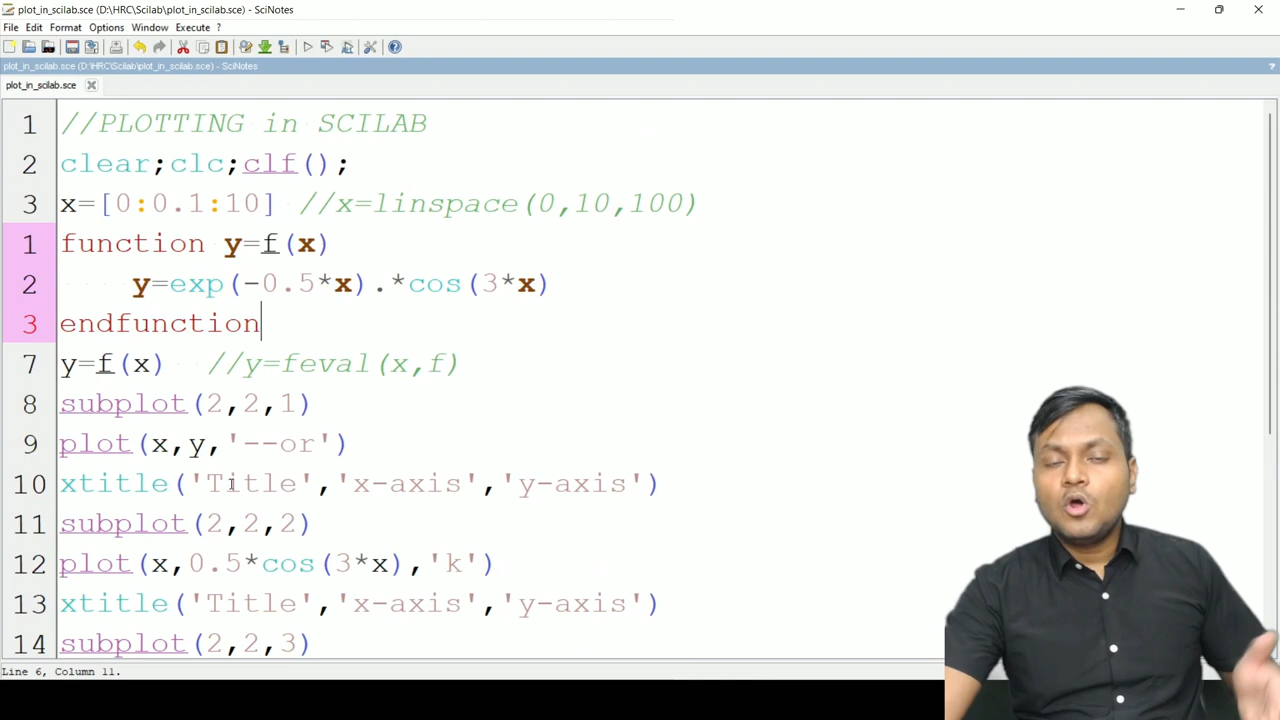 plot_in_scilab.sce (D:\HRC\Scilab\plot_in_scilab.sce) - SciNotes
File Edit Format Options Window Execute ?
plot_in_scilab.sce (D:\HRC\Scilab\plot_in_scilab.sce) - SciNotes ?
plot_in_scilab.sce
1 //PLOTTING in SCILAB
2 clear;clc;clf();
3 x=[0:0.1:10] //x=linspace(0,10,100)
1 function y=f(x)
2 y=exp(-0.5*x).*cos(3*x)
3 endfunction
7 y=f(x) //y=feval(x,f)
8 subplot(2,2,1)
9 plot(x,y,'--or')
10 xtitle('Title','x-axis','y-axis')
11 subplot(2,2,2)
12 plot(x,0.5*cos(3*x),'k')
13 xtitle('Title','x-axis','y-axis')
14 subplot(2,2,3)
Line 6, Column 11.